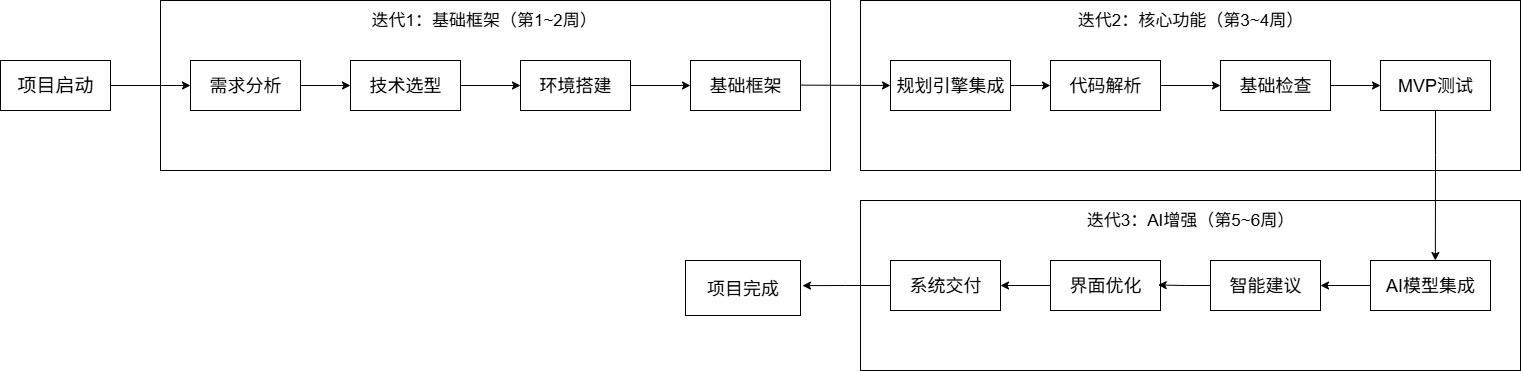 迭代1：基础框架（第1~2周）
项目启动
需求分析
技术选型
环境搭建
基础框架
迭代2：核心功能（第3~4周）
规划引擎集成
代码解析
基础检查
MVP测试
迭代3：AI增强（第5~6周）
AI模型集成
智能建议
界面优化
系统交付
项目完成